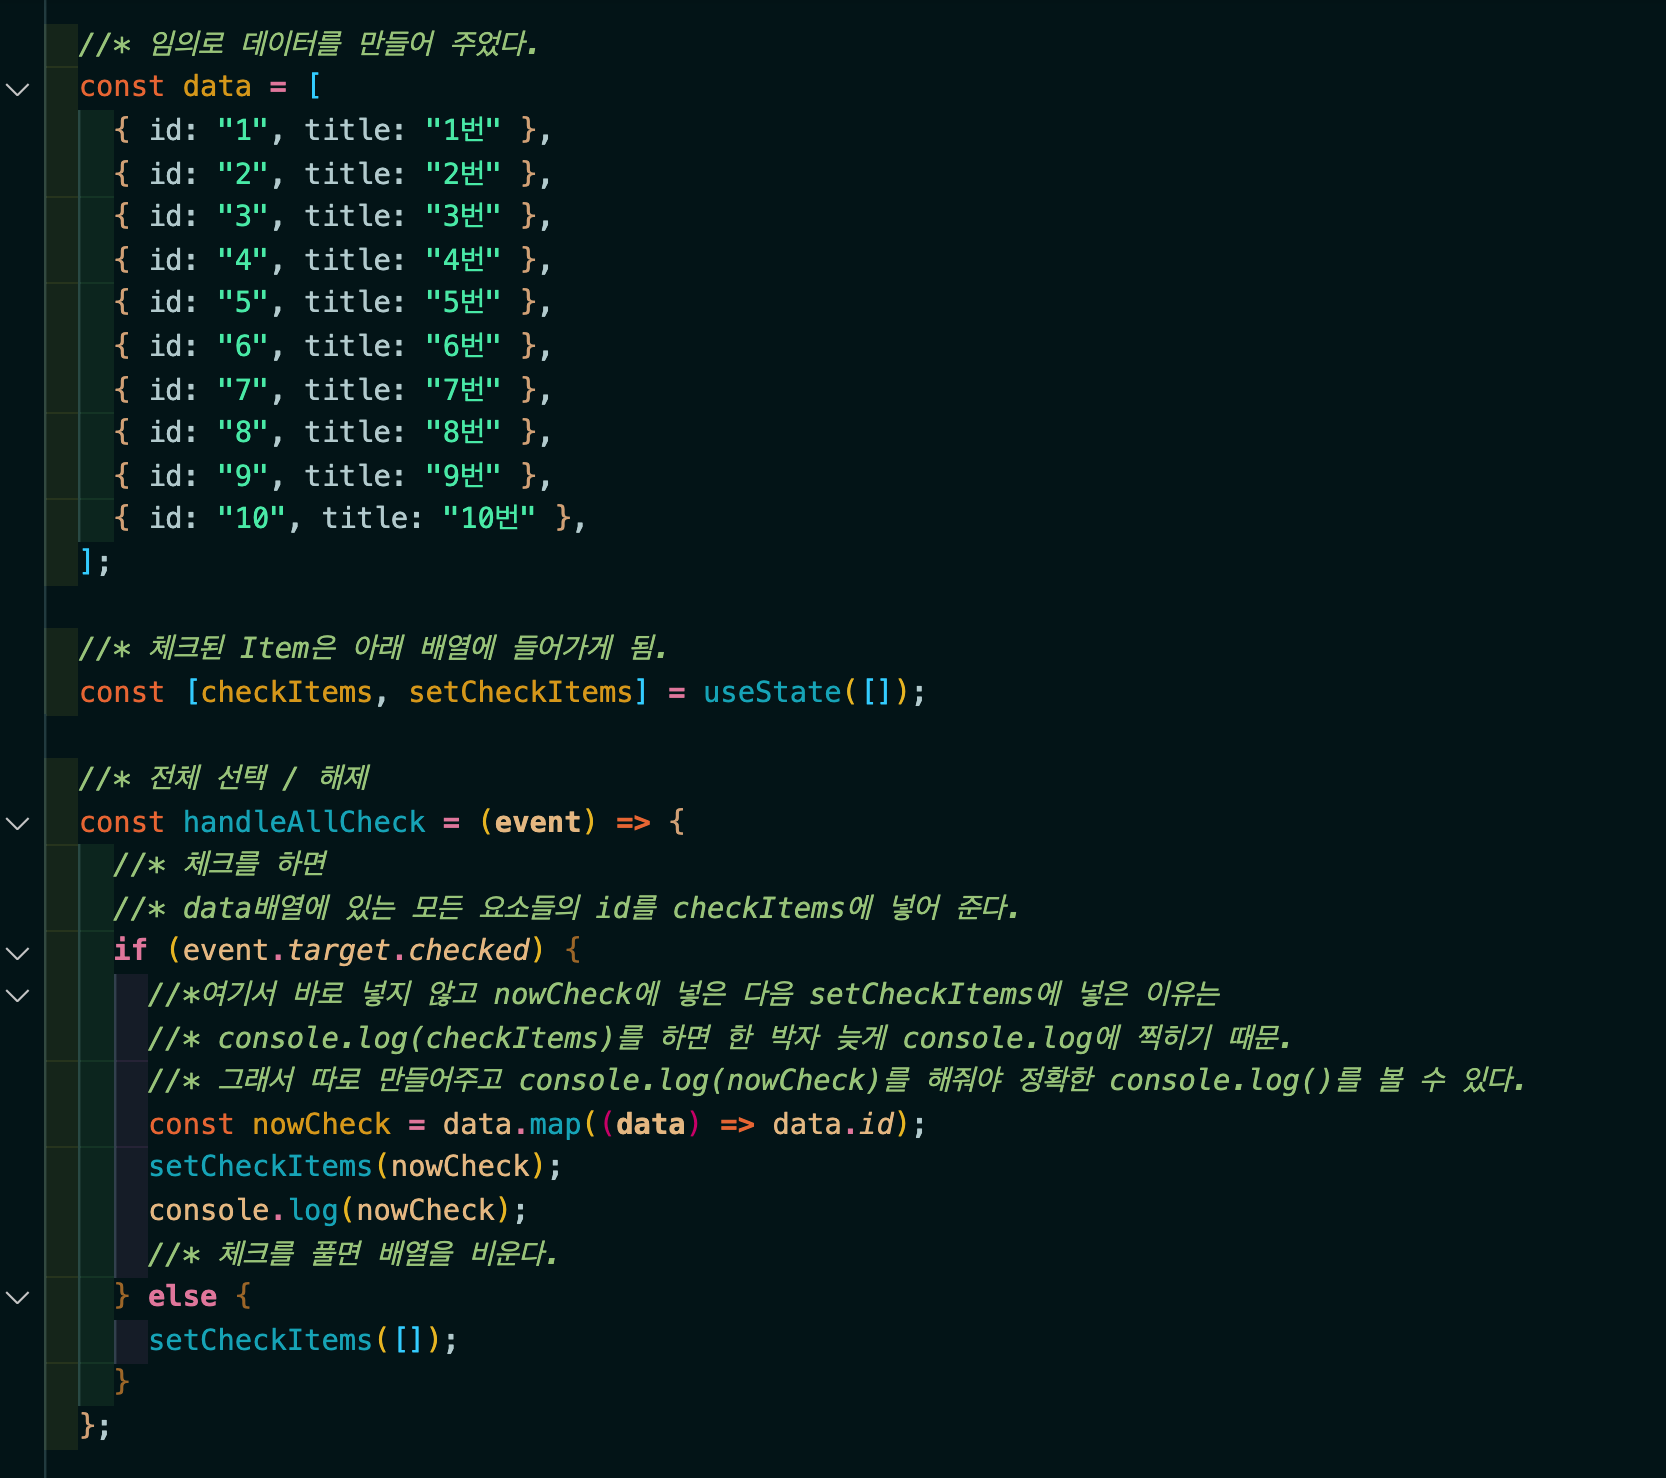 //* 임의로 데이터를 만들어 주었다.
const data = [
{ id: "1", title: "1번" },
{ id: "2", title: "2번" },
{ id: "3", title: "3번" },
{ id: "4", title: "4번" },
{ id: "5", title: "5번" },
{ id: "6", title: "6번" },
{ id: "7", title: "7번" },
{ id: "8", title: "8번" },
{ id: "9", title: "9번" },
{ id: "10", title: "10번" },
];
//* 체크된 Item은 아래 배열에 들어가게 됨.
const [checkItems, setCheckItems] = useState([]);
//* 전체 선택 / 해제
const handleAllCheck = (event) => {
//* 체크를 하면
//* data배열에 있는 모든 요소들의 id를 checkItems에 넣어 준다.
if (event.target.checked) {
//*여기서 바로 넣지 않고 nowCheck에 넣은 다음 setCheckItems에 넣은 이유는
//* console.log(checkItems)를 하면 한 박자 늦게 console.log에 찍히기 때문.
//* 그래서 따로 만들어주고 console.log(nowCheck)를 해줘야 정확한 console.log()를 볼 수 있다.
const nowCheck = data.map((data) => data.id);
setCheckItems(nowCheck);
console.log(nowCheck);
//* 체크를 풀면 배열을 비운다.
} else {
setCheckItems([]);
}
};